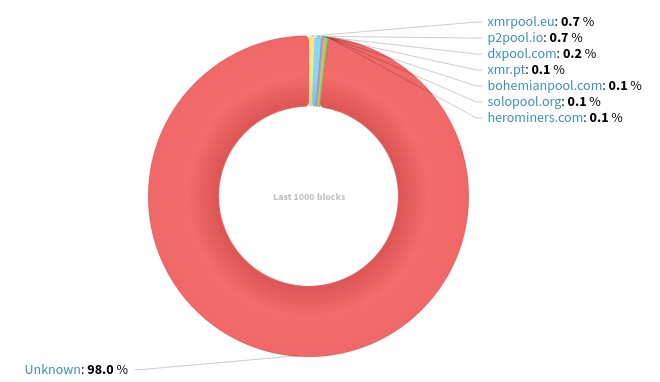 xmrpool.eu: 0.7 %
p2pool.io: 0.7 %
dxpool.com: 0.2 %
xmr.pt: 0.1 %
bohemianpool.com: 0.1 %
solopool.org: 0.1 %
herominers.com: 0.1 %
Last 1000 blocks
Unknown: 98.0 %